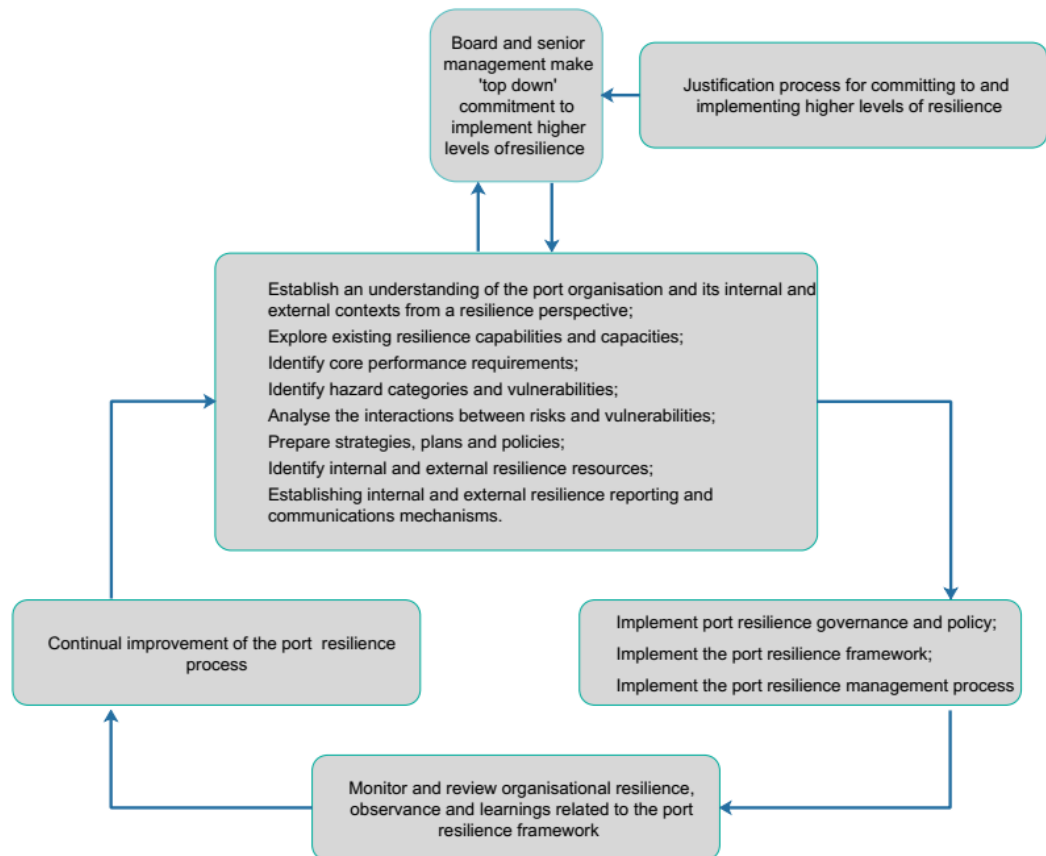 Board and senior
management make
'top down'
commitment to
implement higher
levels of resilience
Justification process for committing to and
implementing higher levels of resilience
Establish an understanding of the port organisation and its internal and
external contexts from a resilience perspective;
Explore existing resilience capabilities and capacities;
Identify core performance requirements;
Identify hazard categories and vulnerabilities;
Analyse the interactions between risks and vulnerabilities;
Prepare strategies, plans and policies;
Identify internal and external resilience resources;
Establishing internal and external resilience reporting and
communications mechanisms.
Implement port resilience governance and policy;
Implement the port resilience framework;
Implement the port resilience management process
Monitor and review organisational resilience,
observance and learnings related to the port
resilience framework
Continual improvement of the port resilience
process